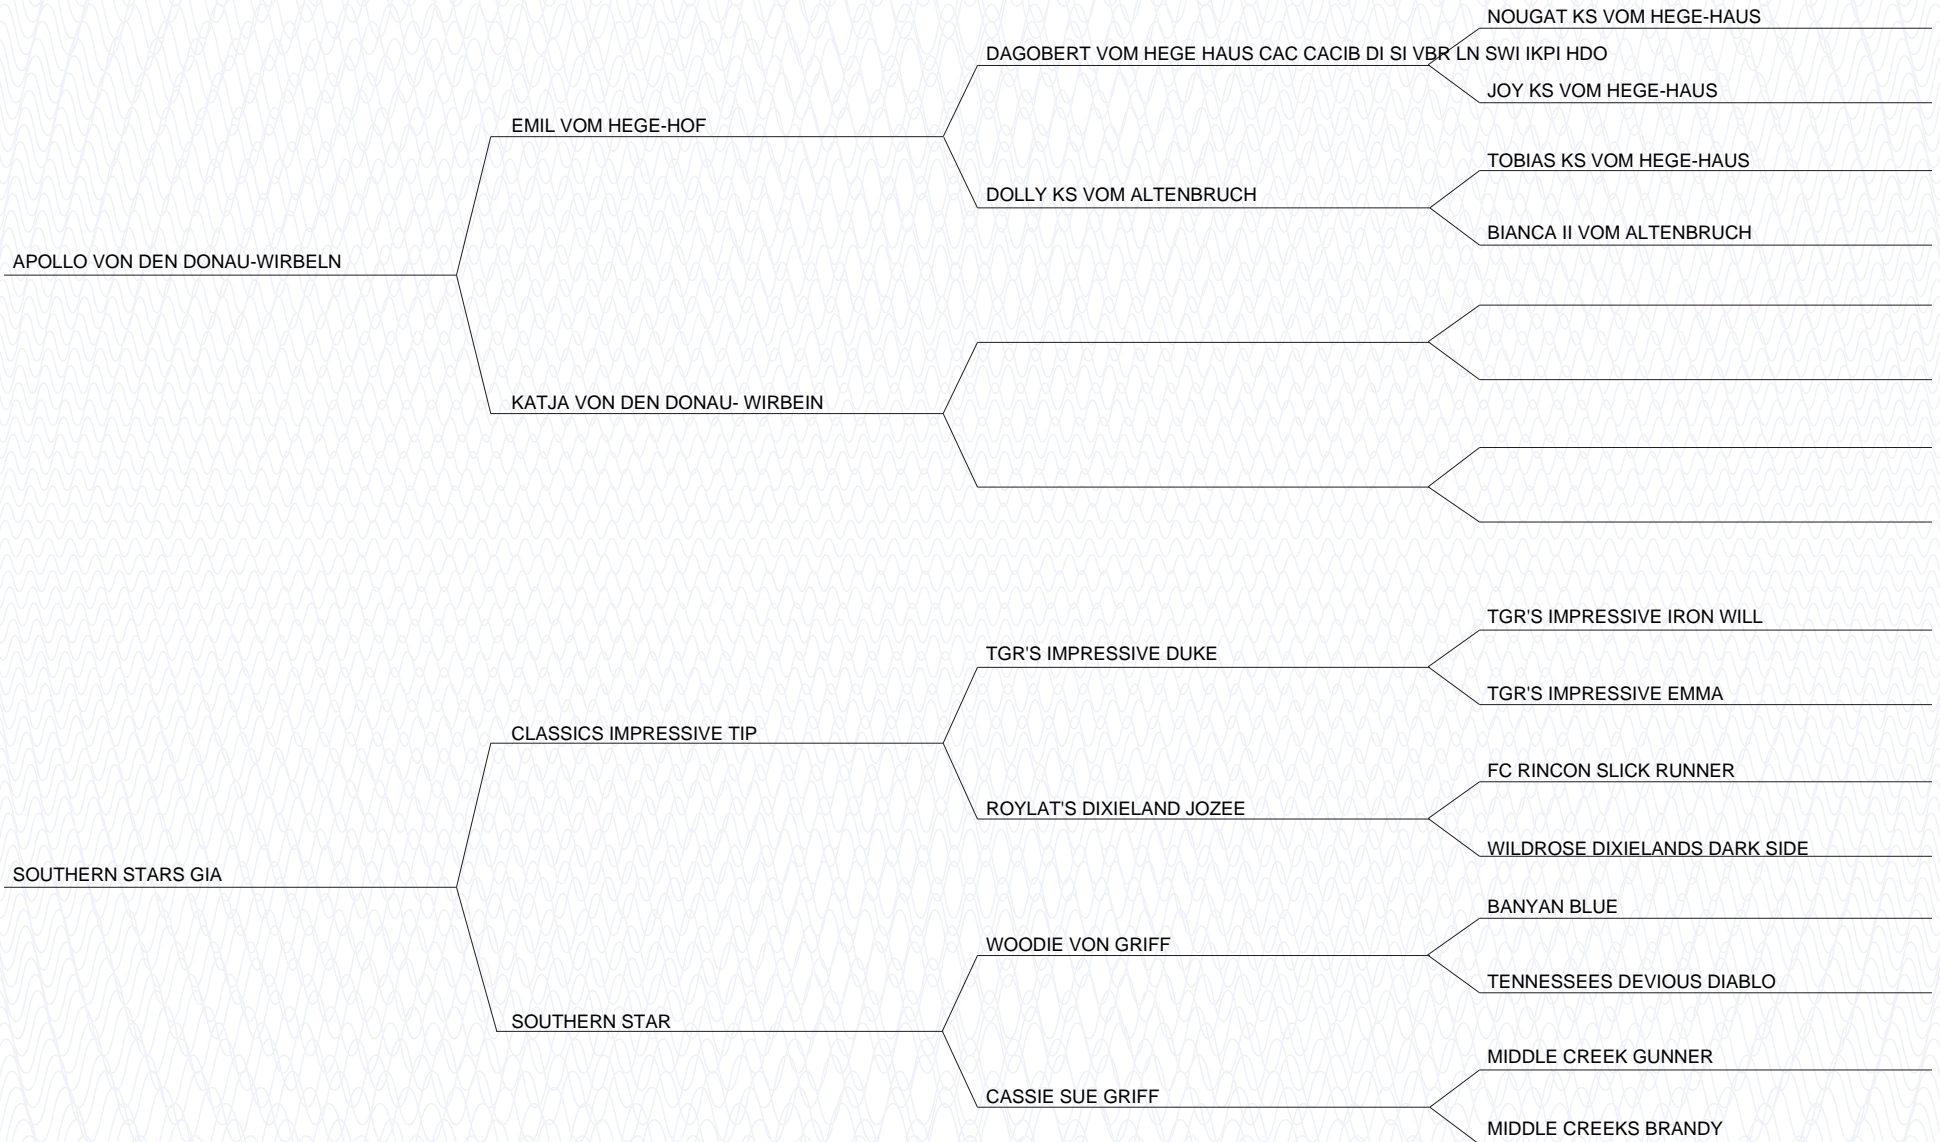 NOUGAT KS VOM HEGE-HAUS
DAGOBERT VOM HEGE HAUS CAC CACIB DI SI VBR LN SWI IKPI HDO
JOY KS VOM HEGE-HAUS
EMIL VOM HEGE-HOF
TOBIAS KS VOM HEGE-HAUS
DOLLY KS VOM ALTENBRUCH
BIANCA II VOM ALTENBRUCH
APOLLO VON DEN DONAU-WIRBELN
KATJA VON DEN DONAU- WIRBEIN
TGR'S IMPRESSIVE IRON WILL
TGR'S IMPRESSIVE DUKE
TGR'S IMPRESSIVE EMMA
CLASSICS IMPRESSIVE TIP
FC RINCON SLICK RUNNER
ROYLAT'S DIXIELAND JOZEE
WILDROSE DIXIELANDS DARK SIDE
SOUTHERN STARS GIA
BANYAN BLUE
WOODIE VON GRIFF
TENNESSEES DEVIOUS DIABLO
SOUTHERN STAR
MIDDLE CREEK GUNNER
CASSIE SUE GRIFF
MIDDLE CREEKS BRANDY